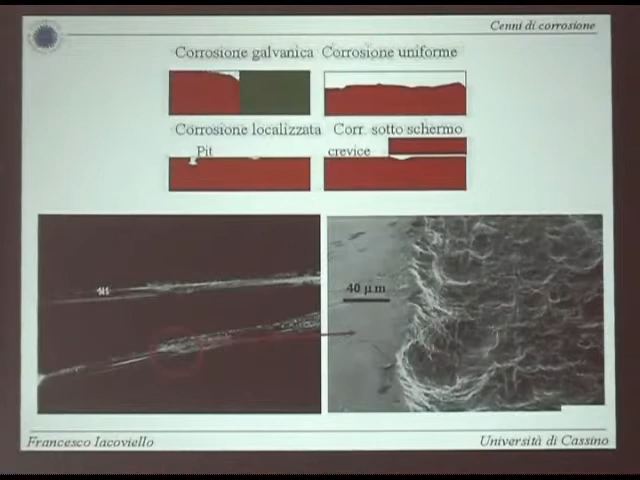 Cenni di corrosione
Corrosione galvanica Corrosione uniforme
Corrosione localizzata Corr. sotto schermo
Pit crevice
40 μm
Francesco Iacoviello Università di Cassino